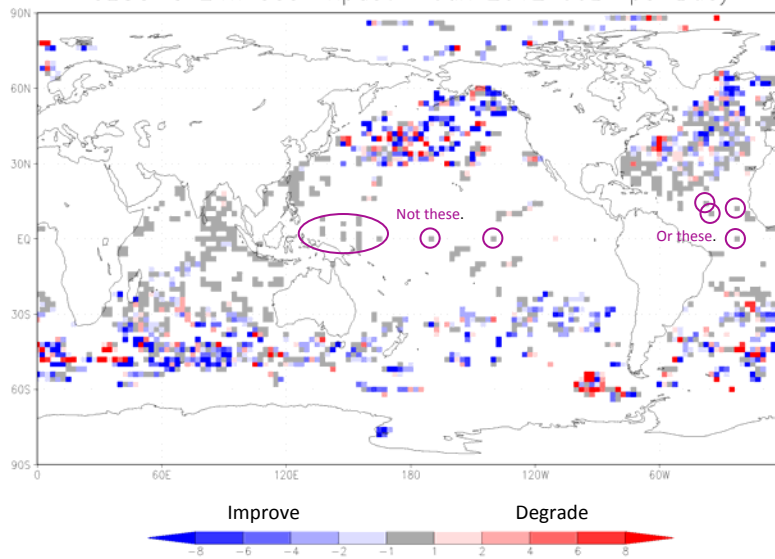 90N
60N
30N
Not these.
EQ
Or these.
30S
60S
90S
0 60E 120E 180 120W 60W
Improve Degrade
-8 -6 -4 -2 -1 1 2 4 6 8